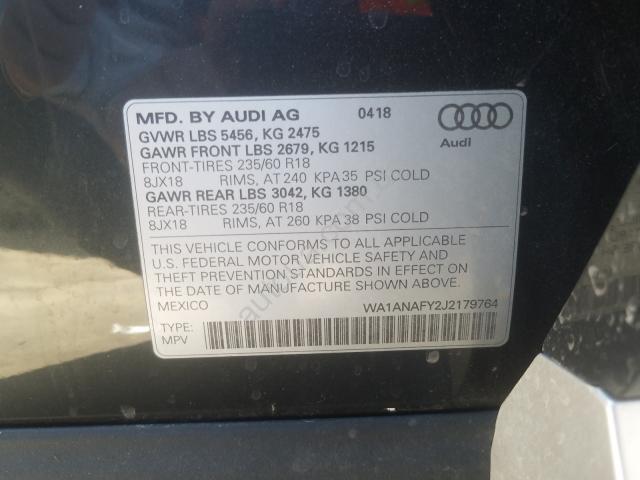 MFD. BY AUDI AG 0418
GVWR LBS 5456, KG 2475
GAWR FRONT LBS 2679, KG 1215
FRONT-TIRES 235/60 R18
8JX18 RIMS, AT 240 KPA 35 PSI COLD
GAWR REAR LBS 3042, KG 1380
REAR-TIRES 235/60 R18
8JX18 RIMS, AT 260 KPA 38 PSI COLD
Audi
THIS VEHICLE CONFORMS TO ALL APPLICABLE
U.S. FEDERAL MOTOR VEHICLE SAFETY AND
THEFT PREVENTION STANDARDS IN EFFECT ON
THE DATE OF MANUFACTURE SHOWN ABOVE.
MEXICO WA1ANAFY2J2179764
TYPE:
MPV